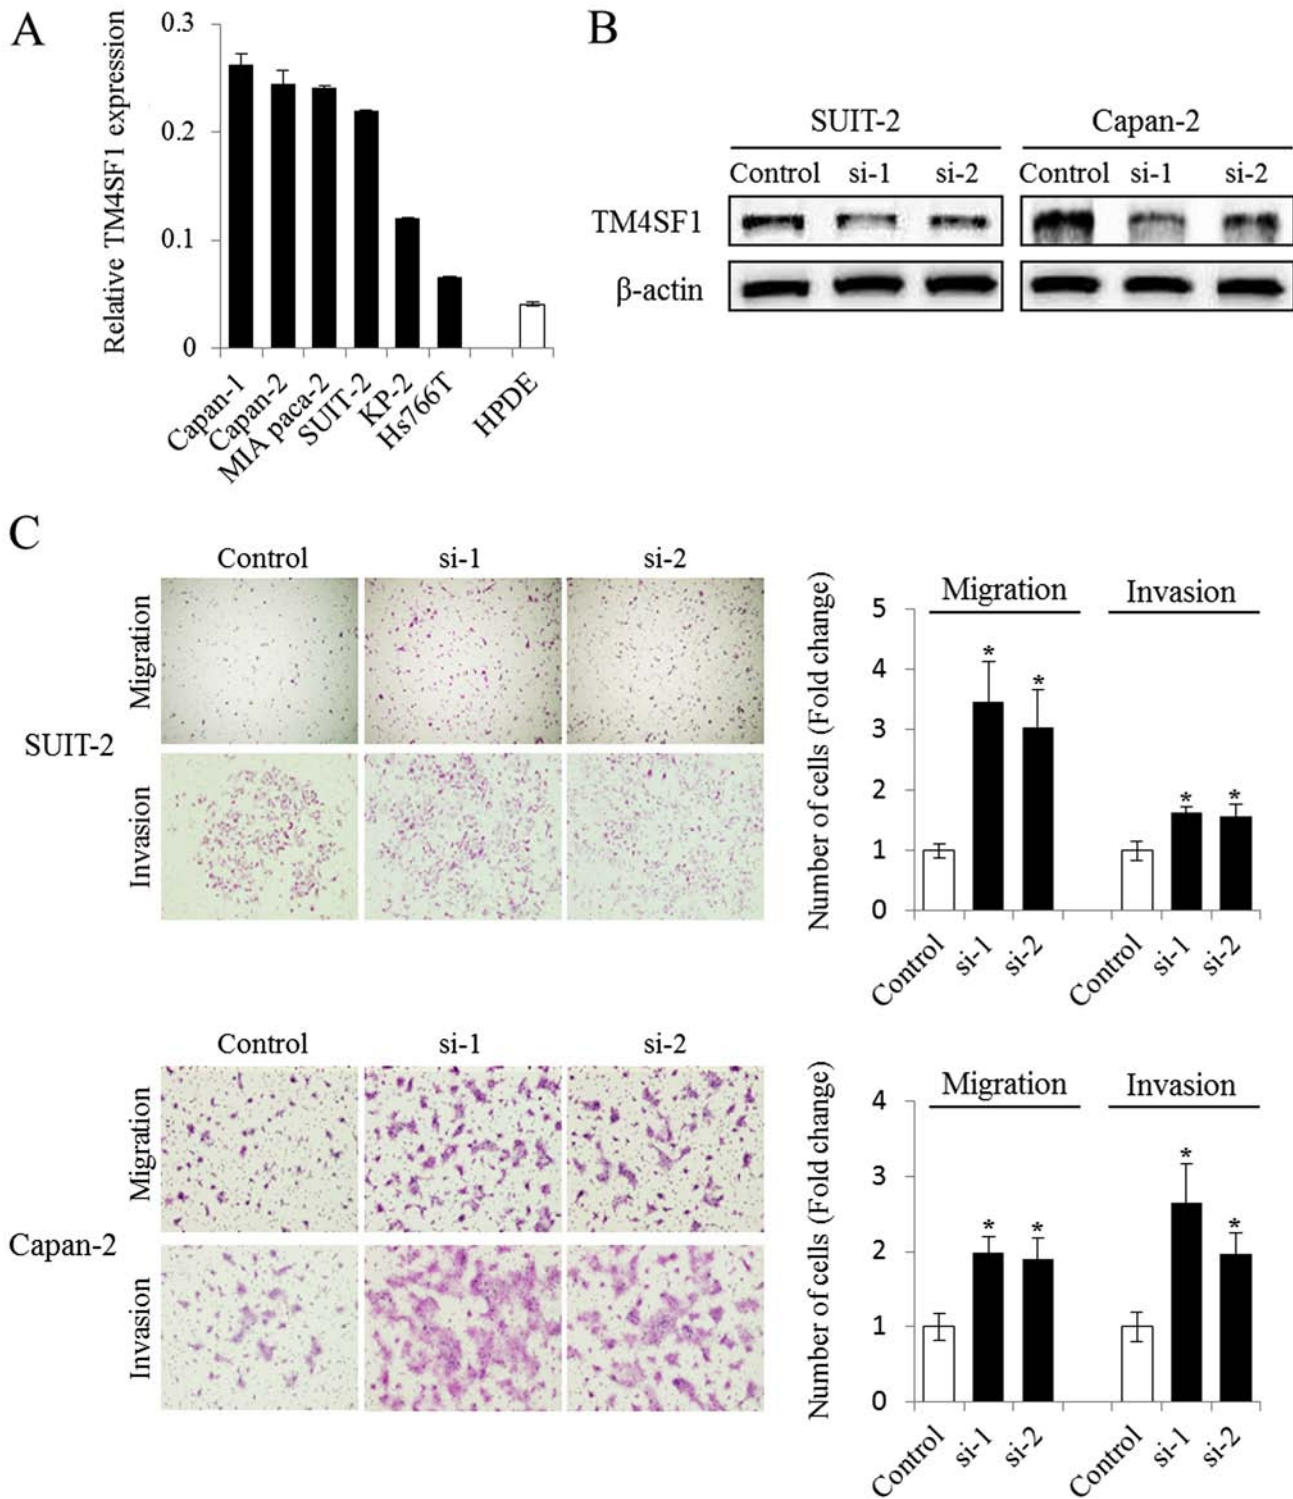 A
Relative TM4SF1 expression
0.3
0.2
0.1
0
Capan-1
Capan-2
MIA paca-2
SUIT-2
KP-2
Hs766T
HPDE
B
SUIT-2
Capan-2
Control si-1 si-2
Control si-1 si-2
TM4SF1
β-actin
C
Control si-1 si-2
SUIT-2
Migration
Invasion
Number of cells (Fold change)
5
4
3
2
1
0
Migration
Invasion
* * * *
Control
si-1
si-2
Control
si-1
si-2
Control si-1 si-2
Capan-2
Migration
Invasion
Number of cells (Fold change)
4
3
2
1
0
Migration
Invasion
* * * *
Control
si-1
si-2
Control
si-1
si-2